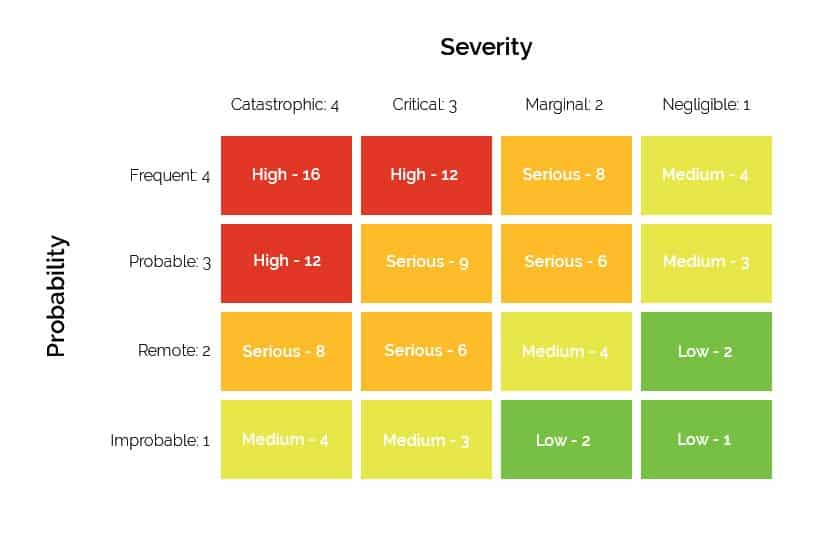 Severity
Catastrophic: 4 Critical: 3 Marginal: 2 Negligible: 1
Frequent: 4 High - 16 High - 12 Serious - 8 Medium - 4
Probability
Probable: 3 High - 12 Serious - 9 Serious - 6 Medium - 3
Remote: 2 Serious - 8 Serious - 6 Medium - 4 Low - 2
Improbable: 1 Medium - 4 Medium - 3 Low - 2 Low - 1